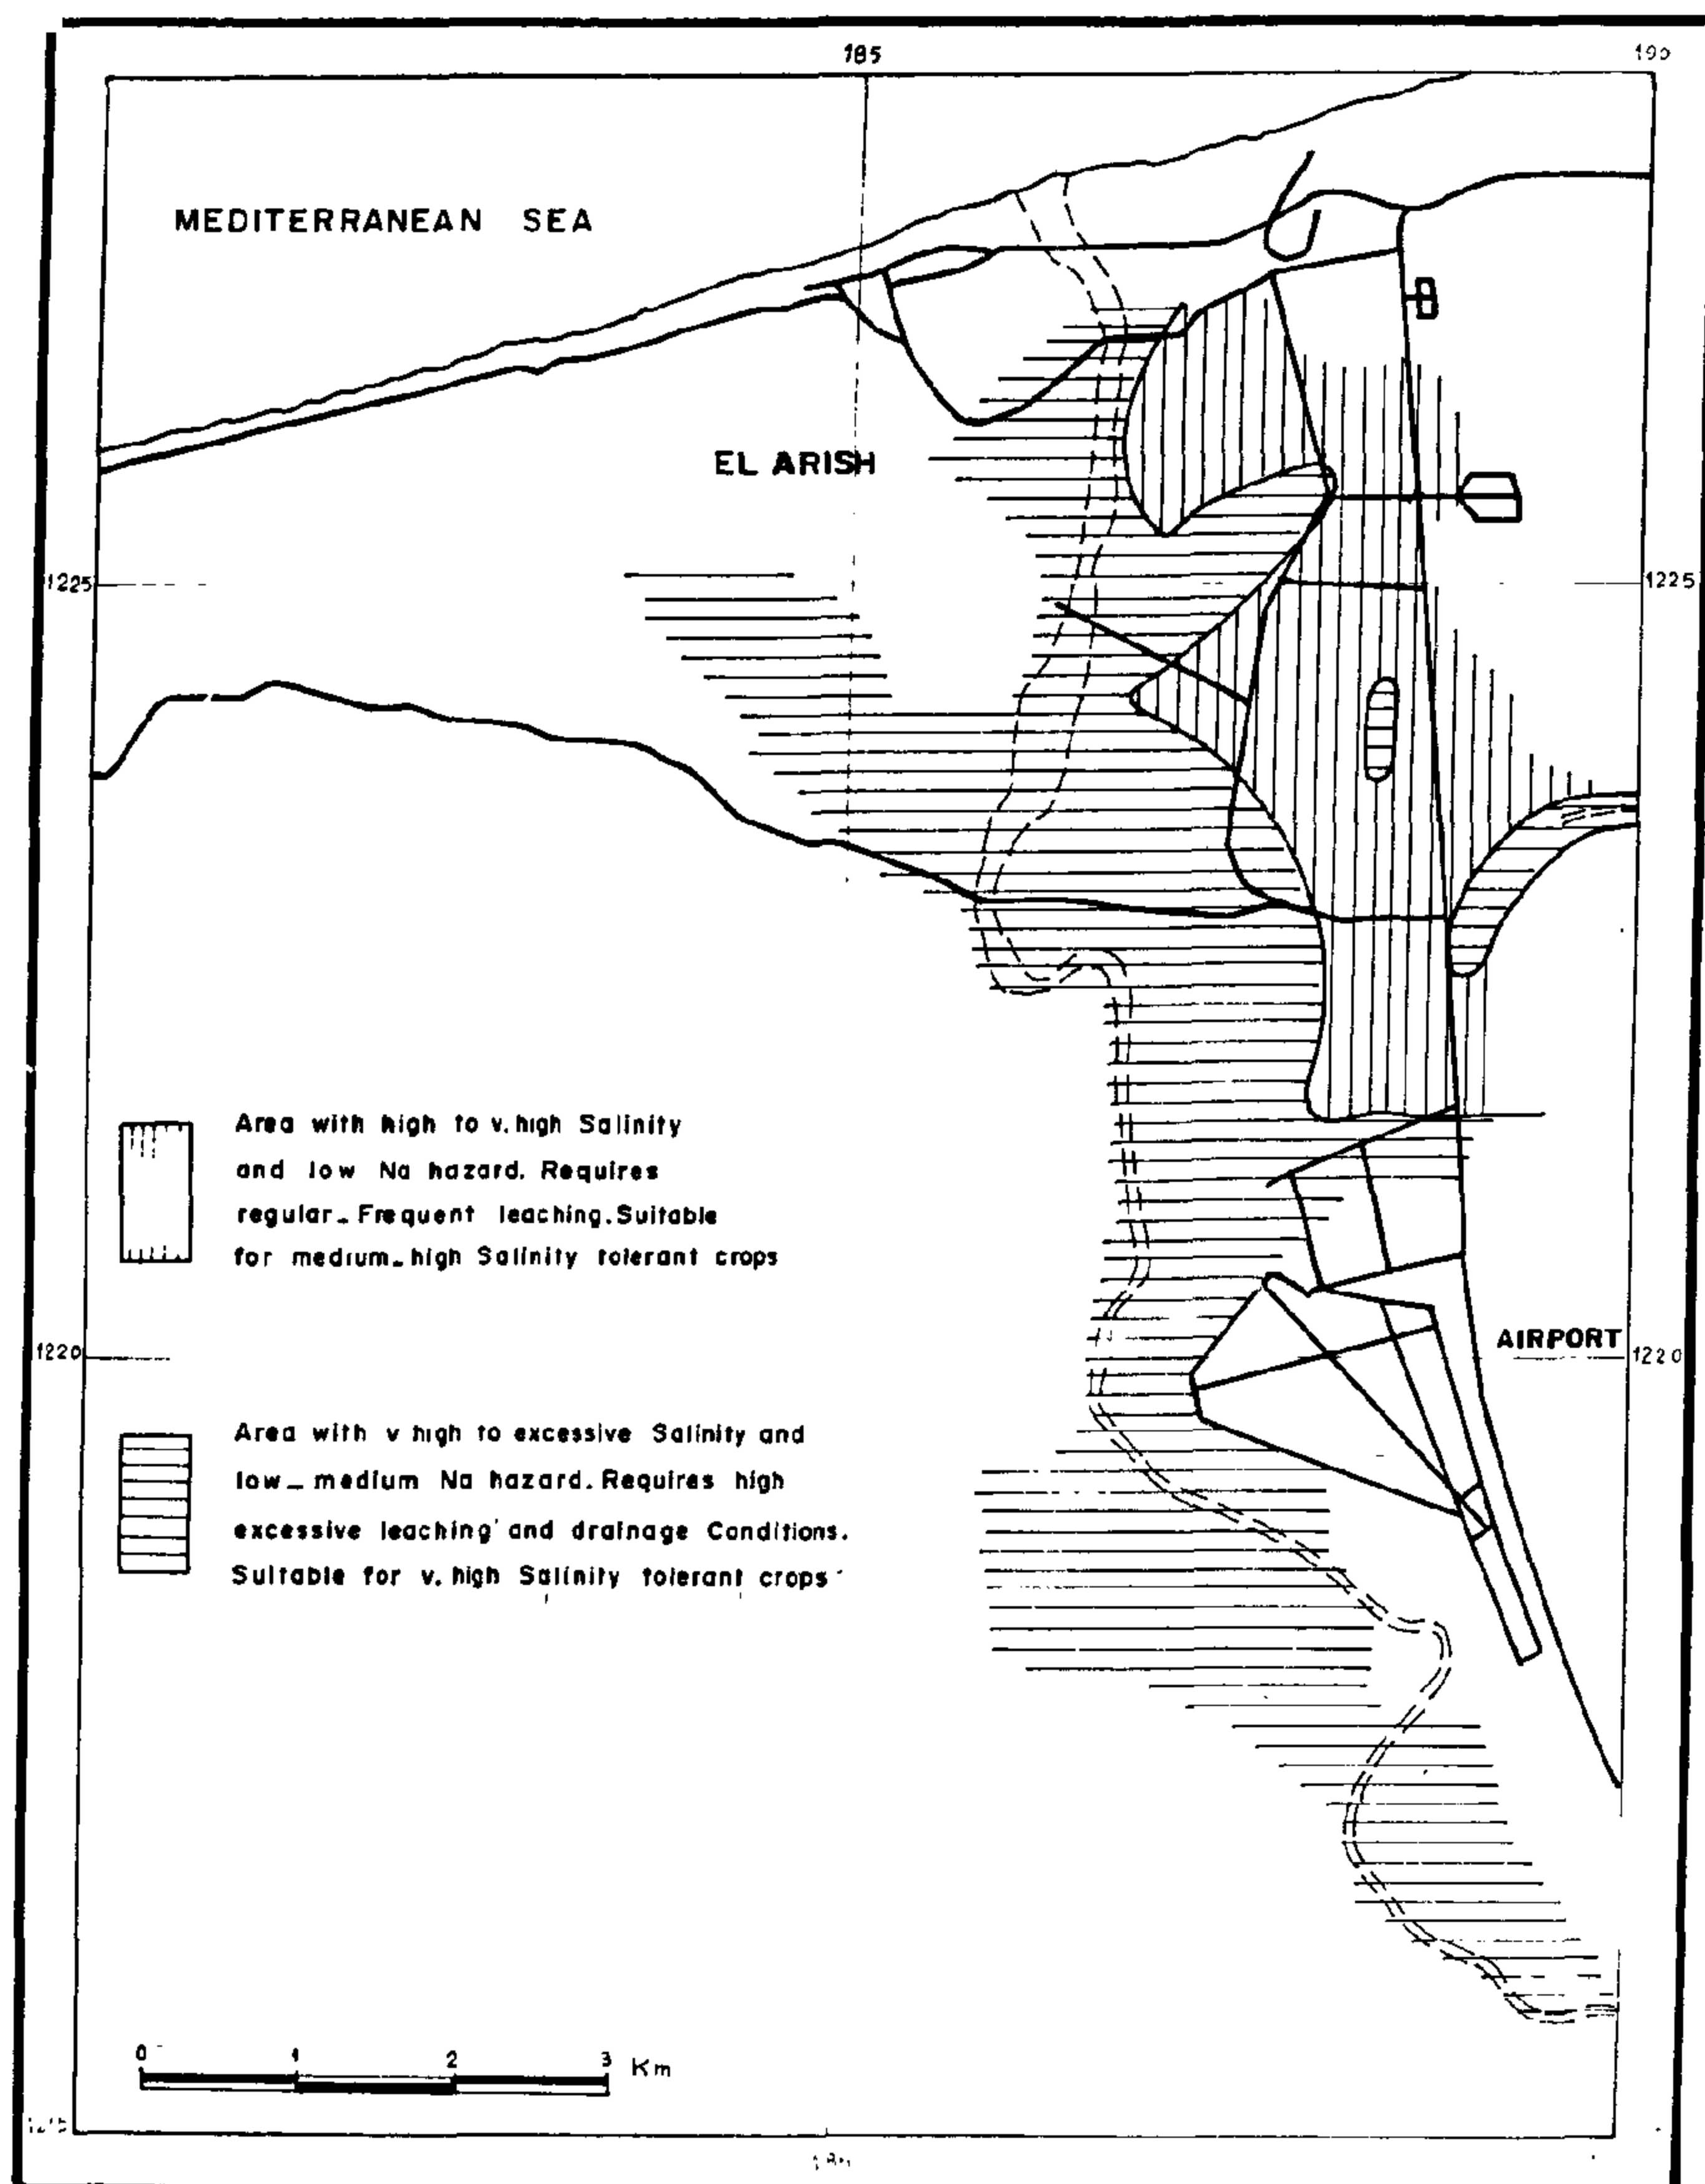 185 190
MEDITERRANEAN SEA
EL ARISH
1225 1225
Area with high to v. high Salinity
and low Na hazard. Requires
regular_ Frequent leaching. Suitable
for medium_ high Salinity tolerant crops
1220 AIRPORT 1220
Area with v high to excessive Salinity and
low_ medium Na hazard. Requires high
excessive leaching and drainage Conditions.
Suitable for v. high Salinity tolerant crops
0 1 2 3 Km